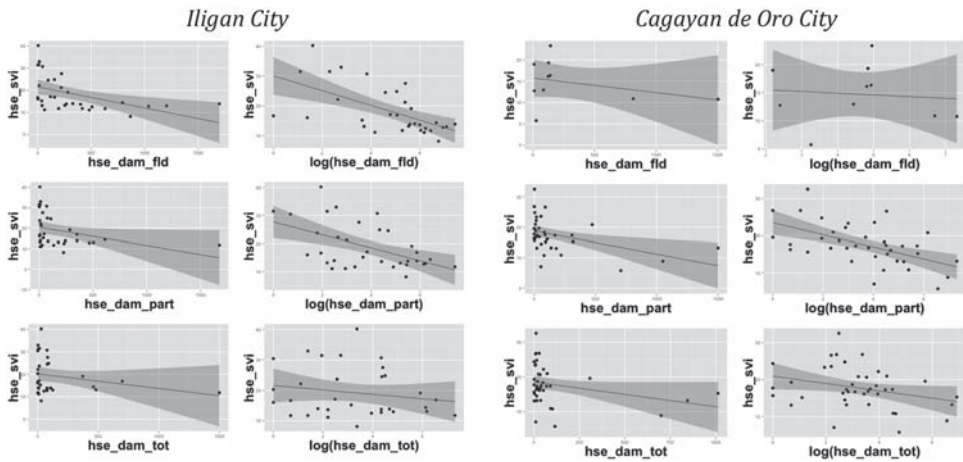 Iligan City
Cagayan de Oro City
hse_svi
hse_dam_fld
hse_svi
log(hse_dam_fld)
hse_svi
hse_dam_fld
hse_svi
log(hse_dam_fld)
hse_svi
hse_dam_part
hse_svi
log(hse_dam_part)
hse_svi
hse_dam_part
hse_svi
log(hse_dam_part)
hse_svi
hse_dam_tot
hse_svi
log(hse_dam_tot)
hse_svi
hse_dam_tot
hse_svi
log(hse_dam_tot)